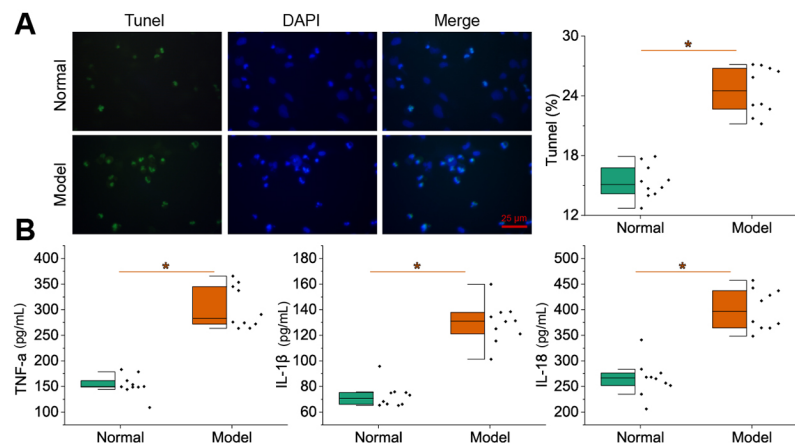 A
Tunel
DAPI
Merge
Normal
Model
25 μm
Tunnel (%)
30
24
18
12
*
Normal
Model
B
TNF-a (pg/mL)
400
350
300
250
200
150
100
*
Normal
Model
IL-1β (pg/mL)
180
160
140
120
100
80
60
*
Normal
Model
IL-18 (pg/mL)
500
450
400
350
300
250
200
*
Normal
Model